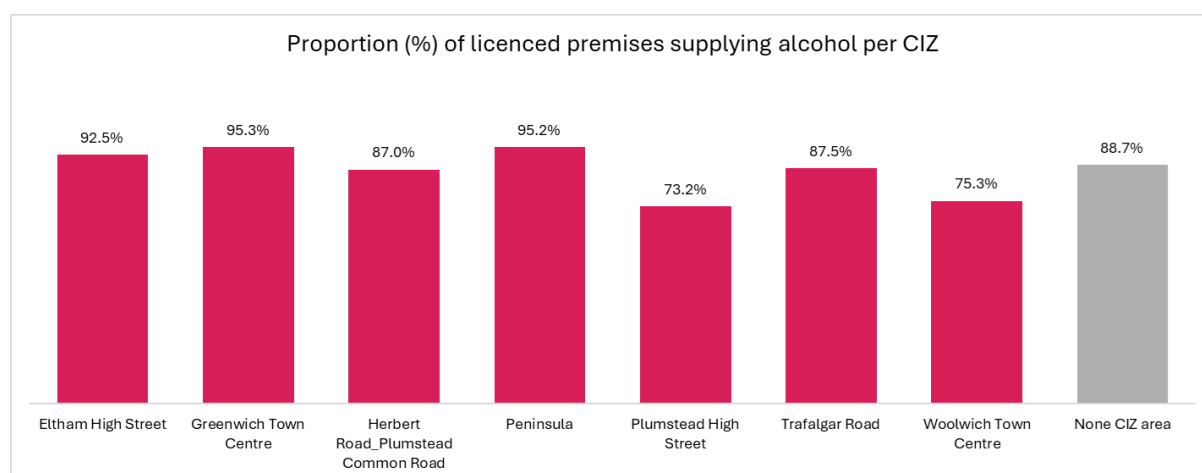 Proportion (%) of licenced premises supplying alcohol per CIZ
92.5%
95.3%
87.0%
95.2%
73.2%
87.5%
75.3%
88.7%
Eltham High Street
Greenwich Town
Centre
Herbert
Road_Plumstead
Common Road
Peninsula
Plumstead High
Street
Trafalgar Road
Woolwich Town
Centre
None CIZ area